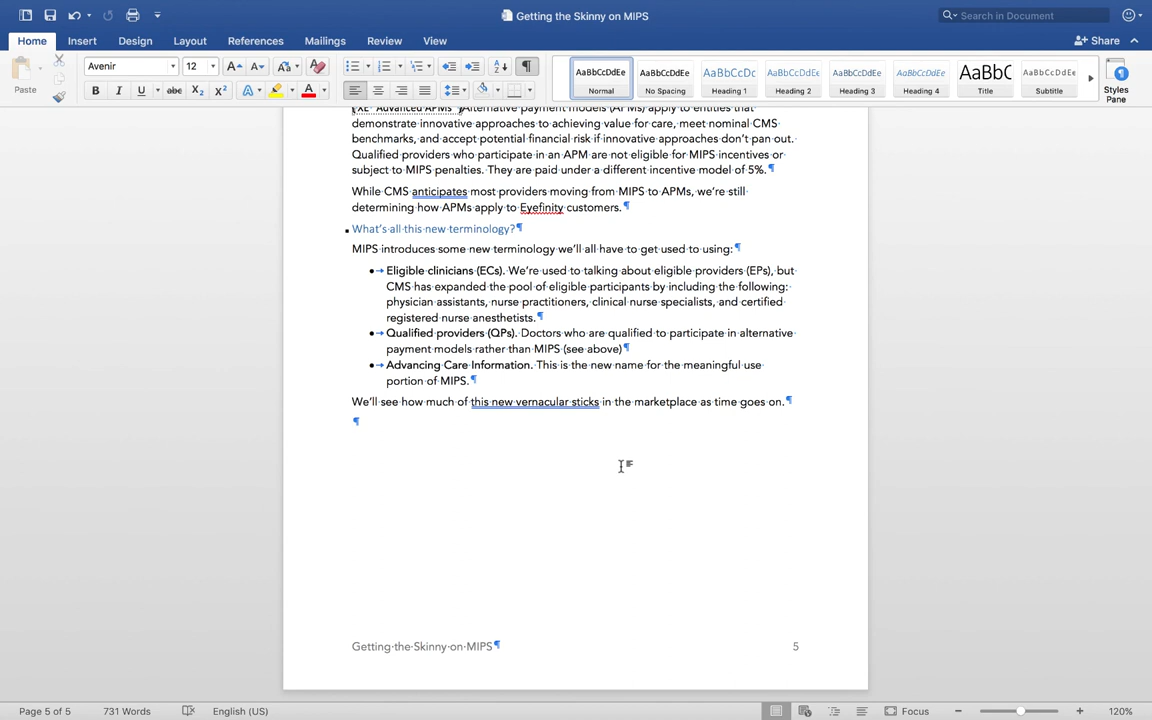 Getting the Skinny on MIPS
Search in Document
Home Insert Design Layout References Mailings Review View
Share
Paste
Avenir 12
B I U abc X₂ X² A A
AaBbCcDdEe AaBbCcDdEe AaBbCcDc AaBbCcDdEe AaBbCcDdEe AaBbCcDdEe AaBbC AaBbCcDdEe
Normal No Spacing Heading 1 Heading 2 Heading 3 Heading 4 Title Subtitle
Styles
Pane
XE "Advanced APMs" Alternative payment models (APMs) apply to entities that
demonstrate innovative approaches to achieving value for care, meet nominal CMS
benchmarks, and accept potential financial risk if innovative approaches don't pan out.
Qualified providers who participate in an APM are not eligible for MIPS incentives or
subject to MIPS penalties. They are paid under a different incentive model of 5%.¶
While CMS anticipates most providers moving from MIPS to APMs, we're still
determining how APMs apply to Eyefinity customers.¶
What's all this new terminology?¶
MIPS introduces some new terminology we'll all have to get used to using:¶
• Eligible clinicians (ECs). We're used to talking about eligible providers (EPs), but
CMS has expanded the pool of eligible participants by including the following:
physician assistants, nurse practitioners, clinical nurse specialists, and certified
registered nurse anesthetists.¶
• Qualified providers (QPs). Doctors who are qualified to participate in alternative
payment models rather than MIPS (see above)¶
• Advancing Care Information. This is the new name for the meaningful use
portion of MIPS.¶
We'll see how much of this new vernacular sticks in the marketplace as time goes on.¶
¶
Getting the Skinny on MIPS¶ 5
Page 5 of 5 731 Words English (US) Focus 120%